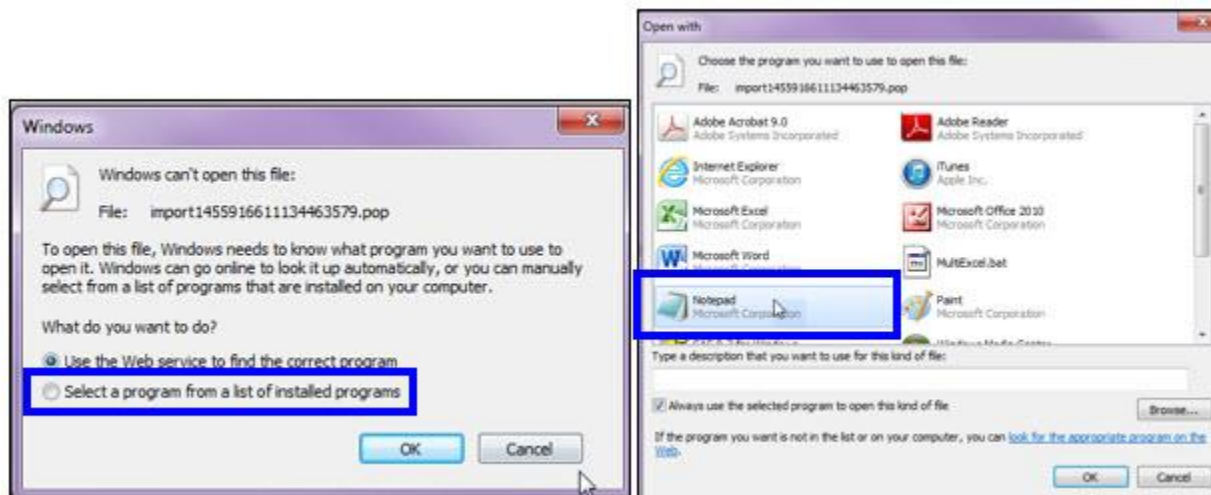 Windows
Windows can't open this file:
File: import1455916611134463579.pop
To open this file, Windows needs to know what program you want to use to
open it. Windows can go online to look it up automatically, or you can manually
select from a list of programs that are installed on your computer.
What do you want to do?
Use the Web service to find the correct program
Select a program from a list of installed programs
OK Cancel
Open with
Choose the program you want to use to open this file:
File: import1455916611134463579.pop
Adobe Acrobat 9.0
Adobe Systems Incorporated
Adobe Reader
Adobe Systems Incorporated
Internet Explorer
Microsoft Corporation
iTunes
Apple Inc.
Microsoft Excel
Microsoft Corporation
Microsoft Office 2010
Microsoft Corporation
Microsoft Word
Microsoft Corporation
MultiExcel.bat
Notepad
Microsoft Corporation
Paint
Microsoft Corporation
Type a description that you want to use for this kind of file:
Always use the selected program to open this kind of file
Browse...
If the program you want is not in the list or on your computer, you can look for the appropriate program on the
Web.
OK Cancel